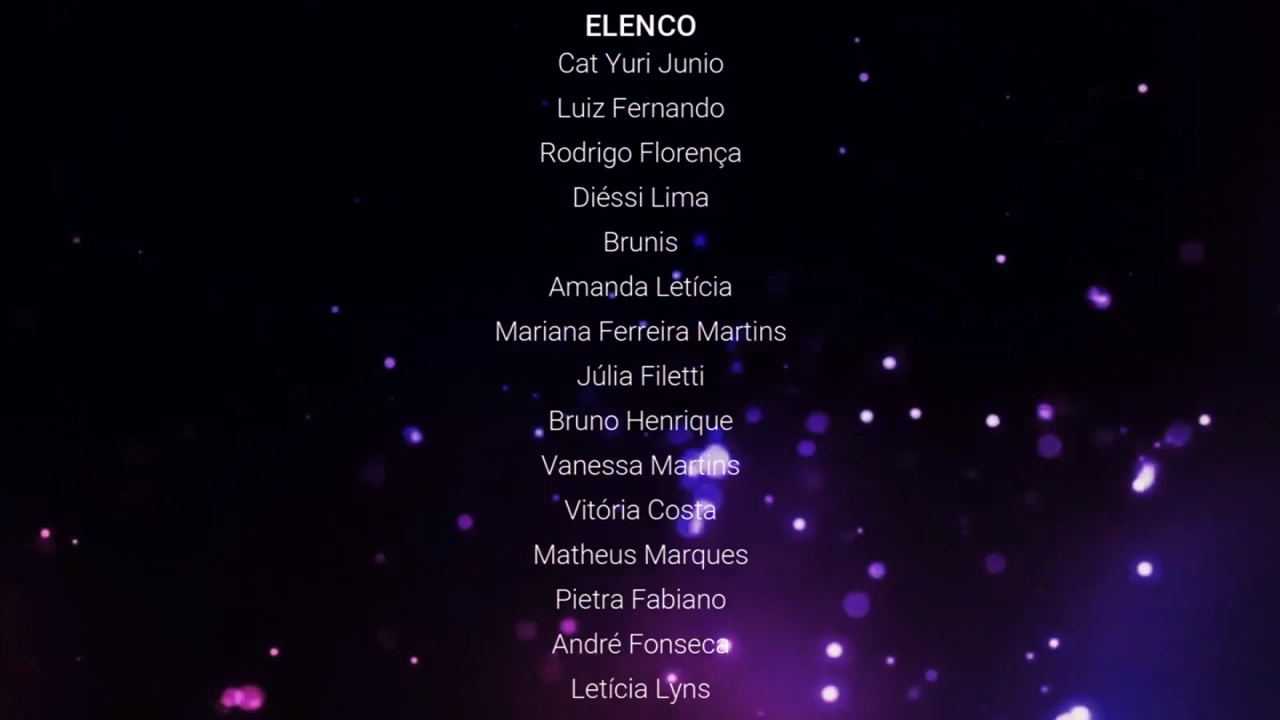 ELENCO
Cat Yuri Junio
Luiz Fernando
Rodrigo Florença
Diéssi Lima
Brunis
Amanda Letícia
Mariana Ferreira Martins
Júlia Filetti
Bruno Henrique
Vanessa Martins
Vitória Costa
Matheus Marques
Pietra Fabiano
André Fonseca
Letícia Lyns